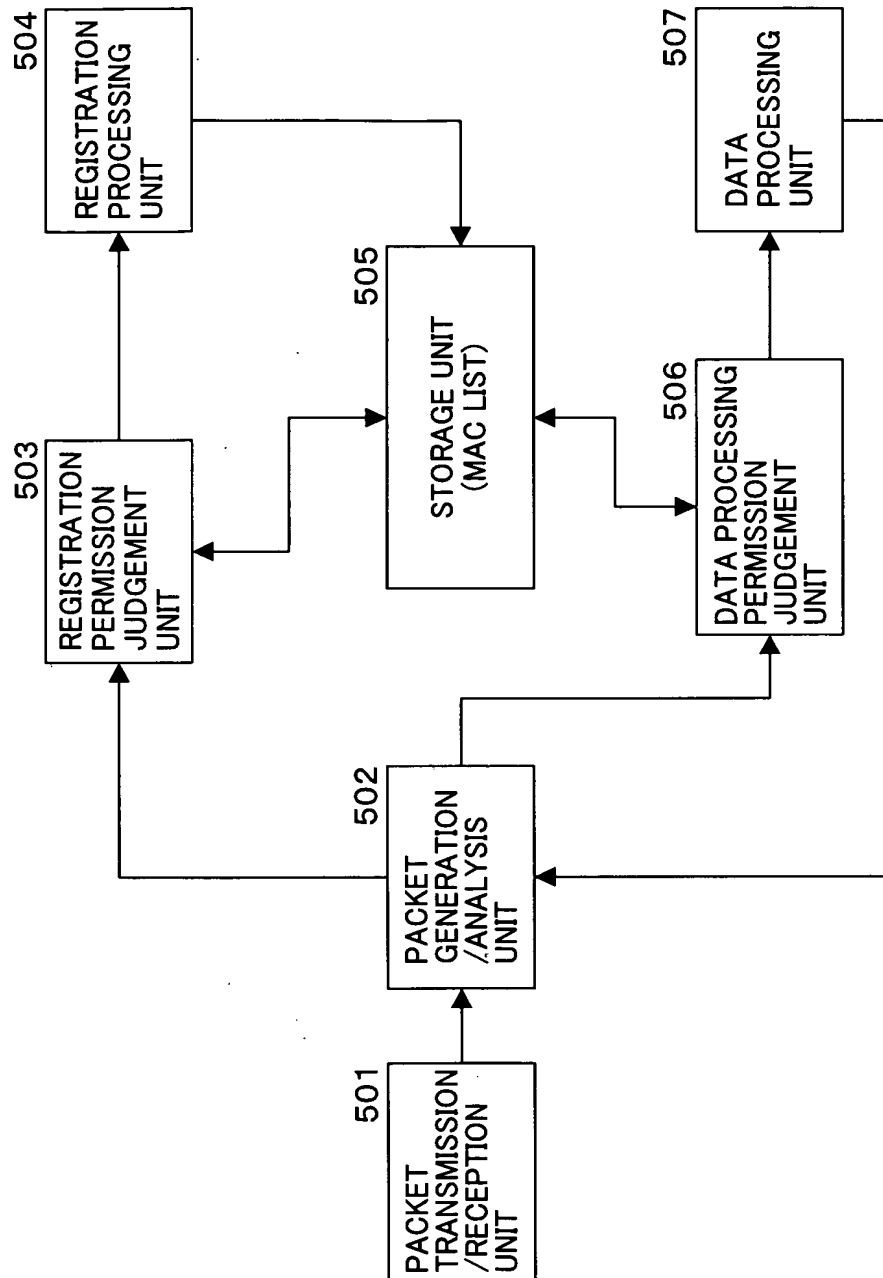 501
PACKET
TRANSMISSION
/RECEPTION
UNIT
502
PACKET
GENERATION
/ANALYSIS
UNIT
503
REGISTRATION
PERMISSION
JUDGEMENT
UNIT
504
REGISTRATION
PROCESSING
UNIT
505
STORAGE UNIT
(MAC LIST)
506
DATA PROCESSING
PERMISSION
JUDGEMENT
UNIT
507
DATA
PROCESSING
UNIT